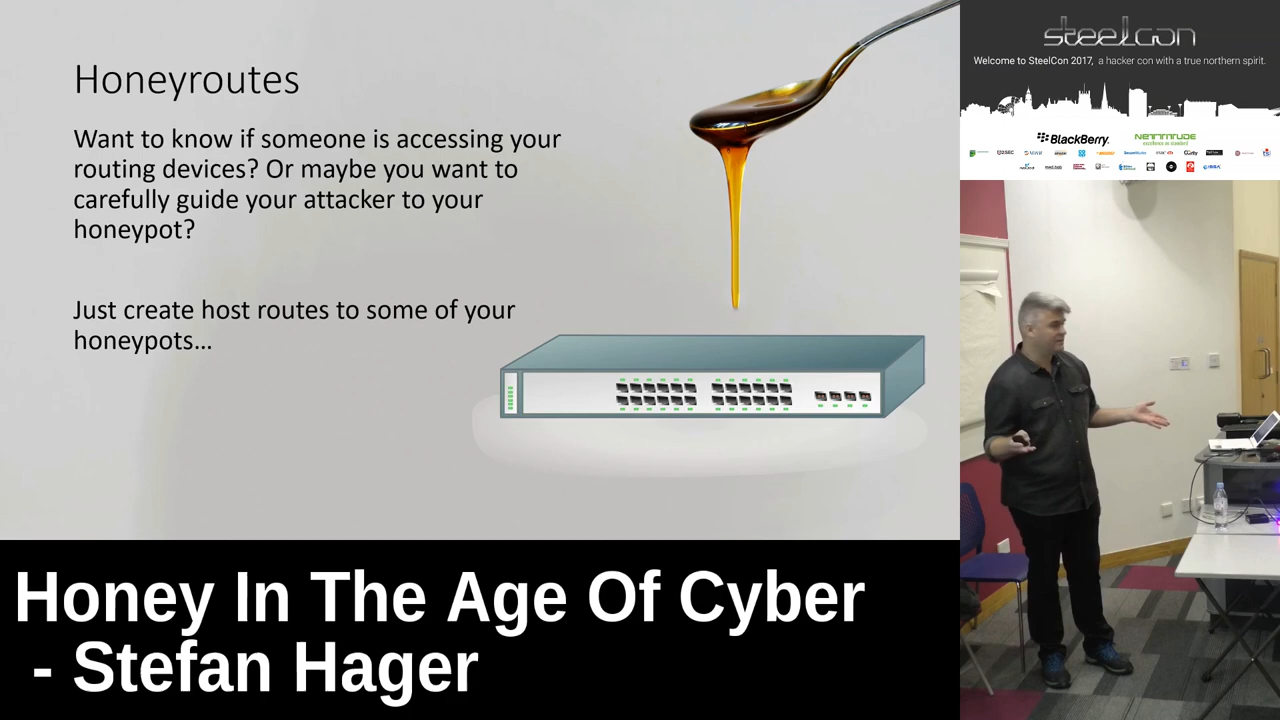 Honeyroutes
Want to know if someone is accessing your
routing devices? Or maybe you want to
carefully guide your attacker to your
honeypot?
Just create host routes to some of your
honeypots...
steelcon
Welcome to SteelCon 2017, a hacker con with a true northern spirit.
BlackBerry
NETTITUDE
Honey In The Age Of Cyber
- Stefan Hager